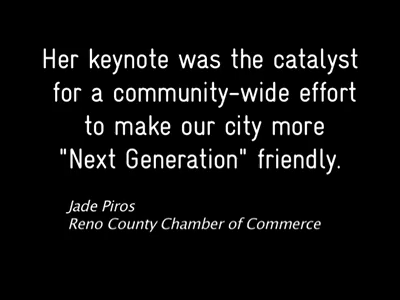 Her keynote was the catalyst
for a community-wide effort
to make our city more
"Next Generation" friendly.
Jade Piros
Reno County Chamber of Commerce